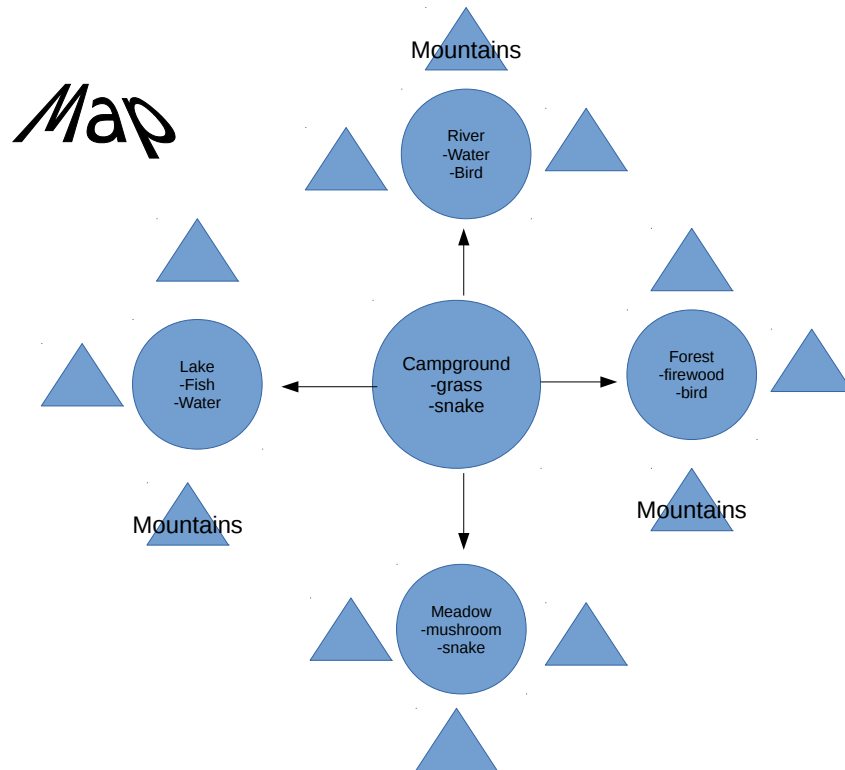 Map
Mountains
River
-Water
-Bird
Lake
-Fish
-Water
Campground
-grass
-snake
Forest
-firewood
-bird
Mountains
Mountains
Meadow
-mushroom
-snake